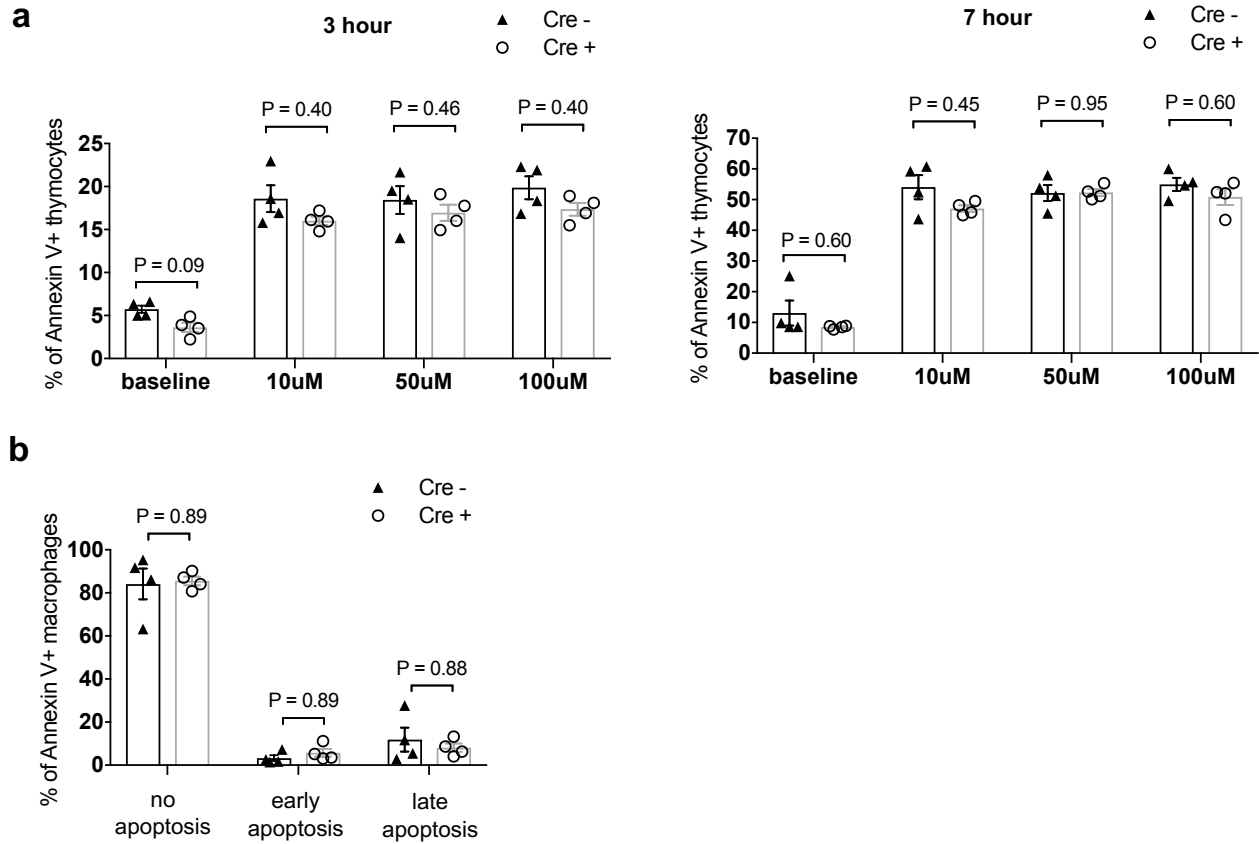 a
3 hour
Cre -
Cre +
% of Annexin V+ thymocytes
25
20
15
10
5
0
P = 0.09
P = 0.40
P = 0.46
P = 0.40
baseline
10uM
50uM
100uM
7 hour
Cre -
Cre +
% of Annexin V+ thymocytes
70
60
50
40
30
20
10
0
P = 0.60
P = 0.45
P = 0.95
P = 0.60
baseline
10uM
50uM
100uM
b
Cre -
Cre +
% of Annexin V+ macrophages
100
80
60
40
20
0
P = 0.89
P = 0.89
P = 0.88
no
apoptosis
early
apoptosis
late
apoptosis